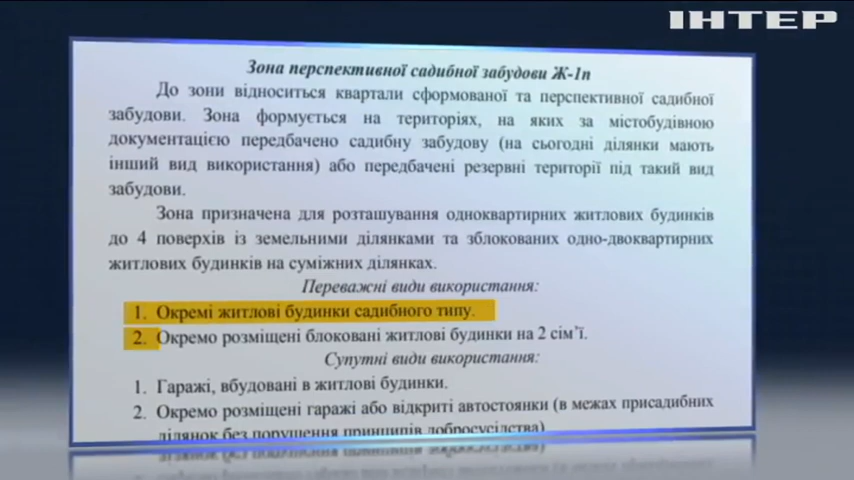 ІНТЕР
Зона перспективної садибної забудови Ж-1п
До зони відноситься квартали сформованої та перспективної садибної
забудови. Зона формується на територіях, на яких за містобудівною
документацією передбачено садибну забудову (на сьогодні ділянки мають
інший вид використання) або передбачені резервні території під такий вид
забудови.
Зона призначена для розташування одноквартирних житлових будинків
до 4 поверхів із земельними ділянками та зблокованих одно-двоквартирних
житлових будинків на суміжних ділянках.
Переважні види використання:
1. Окремі житлові будинки садибного типу.
2. Окремо розміщені блоковані житлові будинки на 2 сім’ї.
Супутні види використання:
1. Гаражі, вбудовані в житлові будинки.
2. Окремо розміщені гаражі або відкриті автостоянки (в межах присадибних
ділянок без порушення принципів добросусідства)